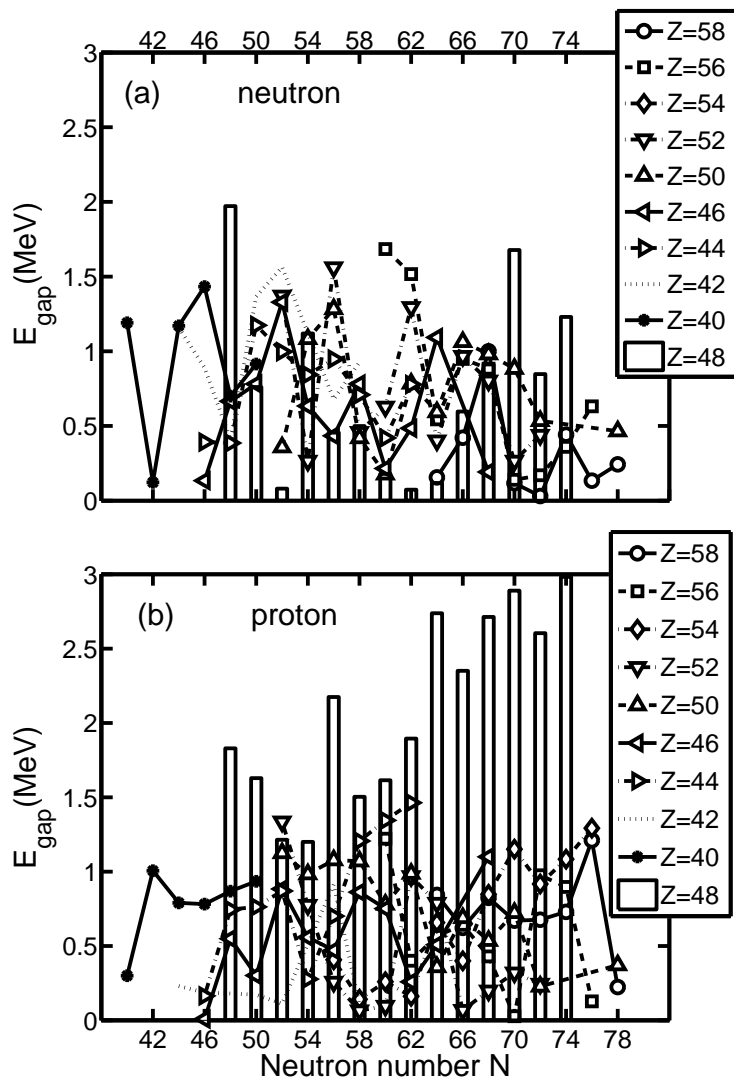 42 46 50 54 58 62 66 70 74
3
2.5
2
1.5
1
0.5
0
E_gap(MeV)
(a) neutron
Z=58
Z=56
Z=54
Z=52
Z=50
Z=46
Z=44
Z=42
Z=40
Z=48
3
2.5
2
1.5
1
0.5
0
E_gap(MeV)
(b) proton
Z=58
Z=56
Z=54
Z=52
Z=50
Z=46
Z=44
Z=42
Z=40
Z=48
42 46 50 54 58 62 66 70 74 78
Neutron number N